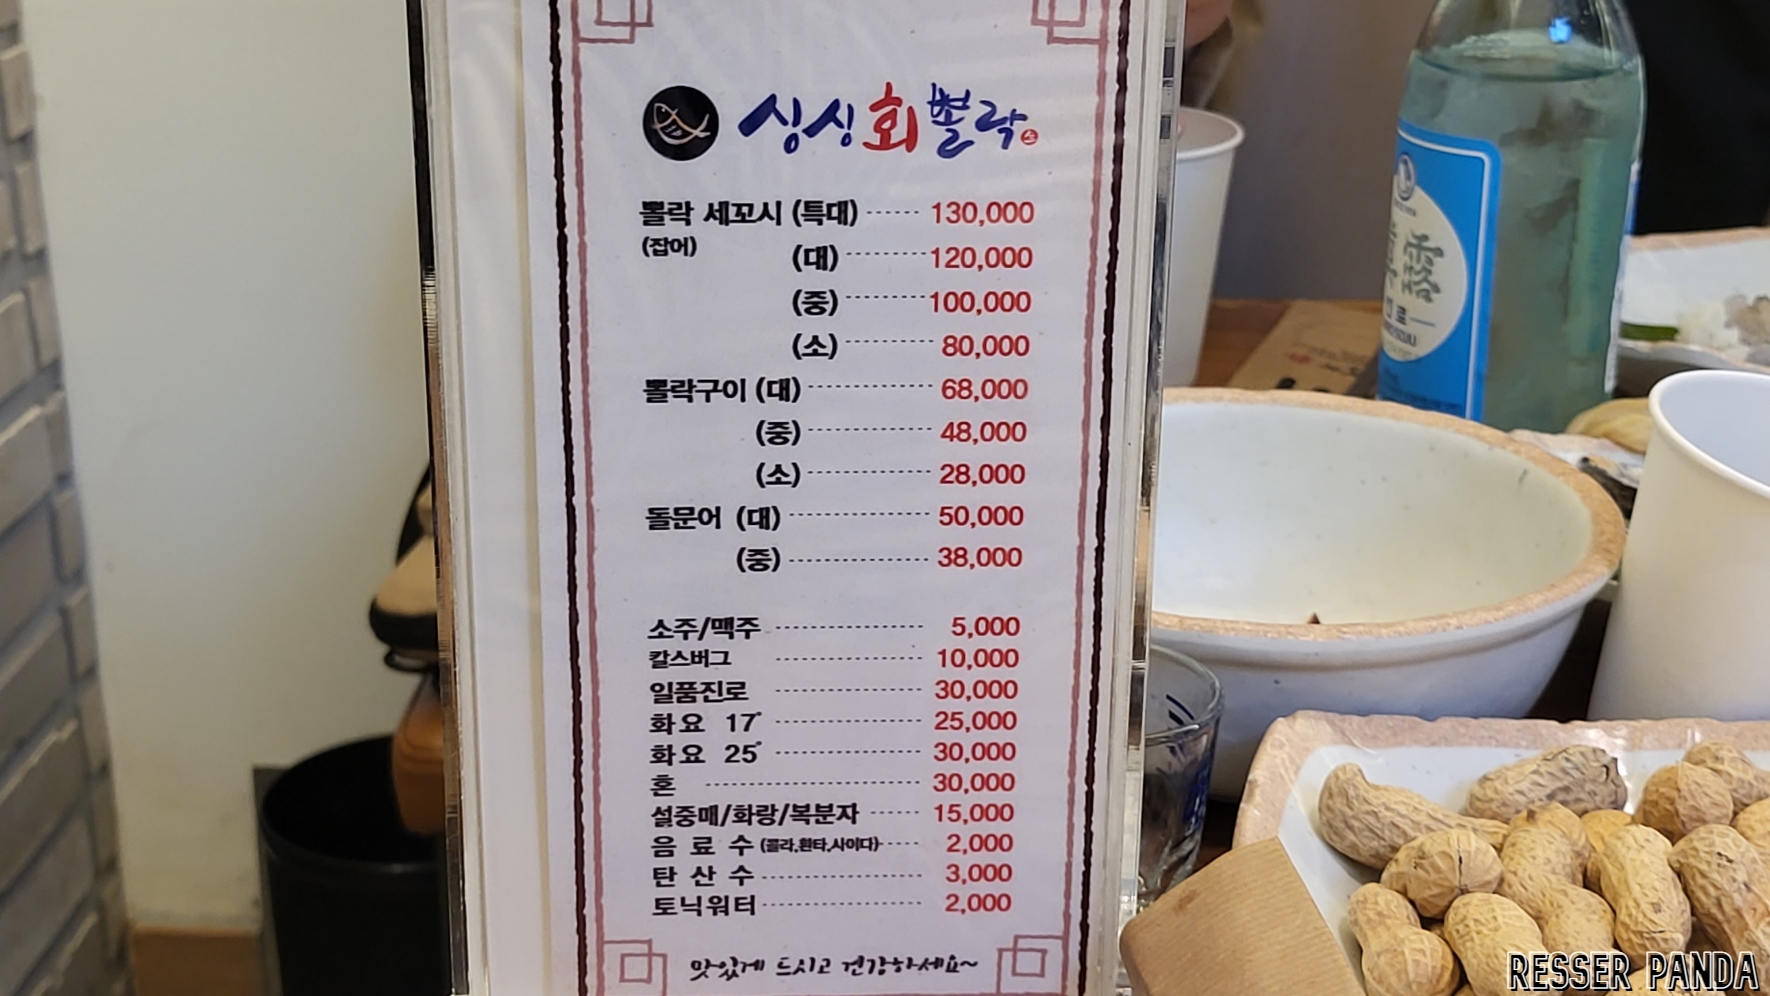 싱싱회뽈락
뽈락 세꼬시 (특대) 130,000
(잡어)
(대) 120,000
(중) 100,000
(소) 80,000
뽈락구이 (대) 68,000
(중) 48,000
(소) 28,000
돌문어 (대) 50,000
(중) 38,000
소주/맥주 5,000
칼스버그 10,000
일품진로 30,000
화요 17° 25,000
화요 25° 30,000
혼 30,000
설중매/화랑/복분자 15,000
음료수 (콜라,환타,사이다) 2,000
탄산수 3,000
토닉워터 2,000
맛있게 드시고 건강하세요~
露
RESSER PANDA